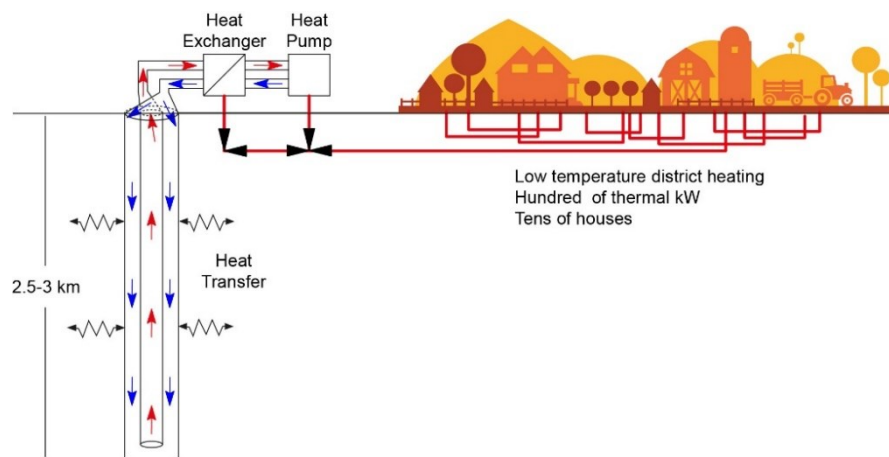 Heat
Exchanger
Heat
Pump
Low temperature district heating
Hundred of thermal kW
Tens of houses
2.5-3 km
Heat
Transfer